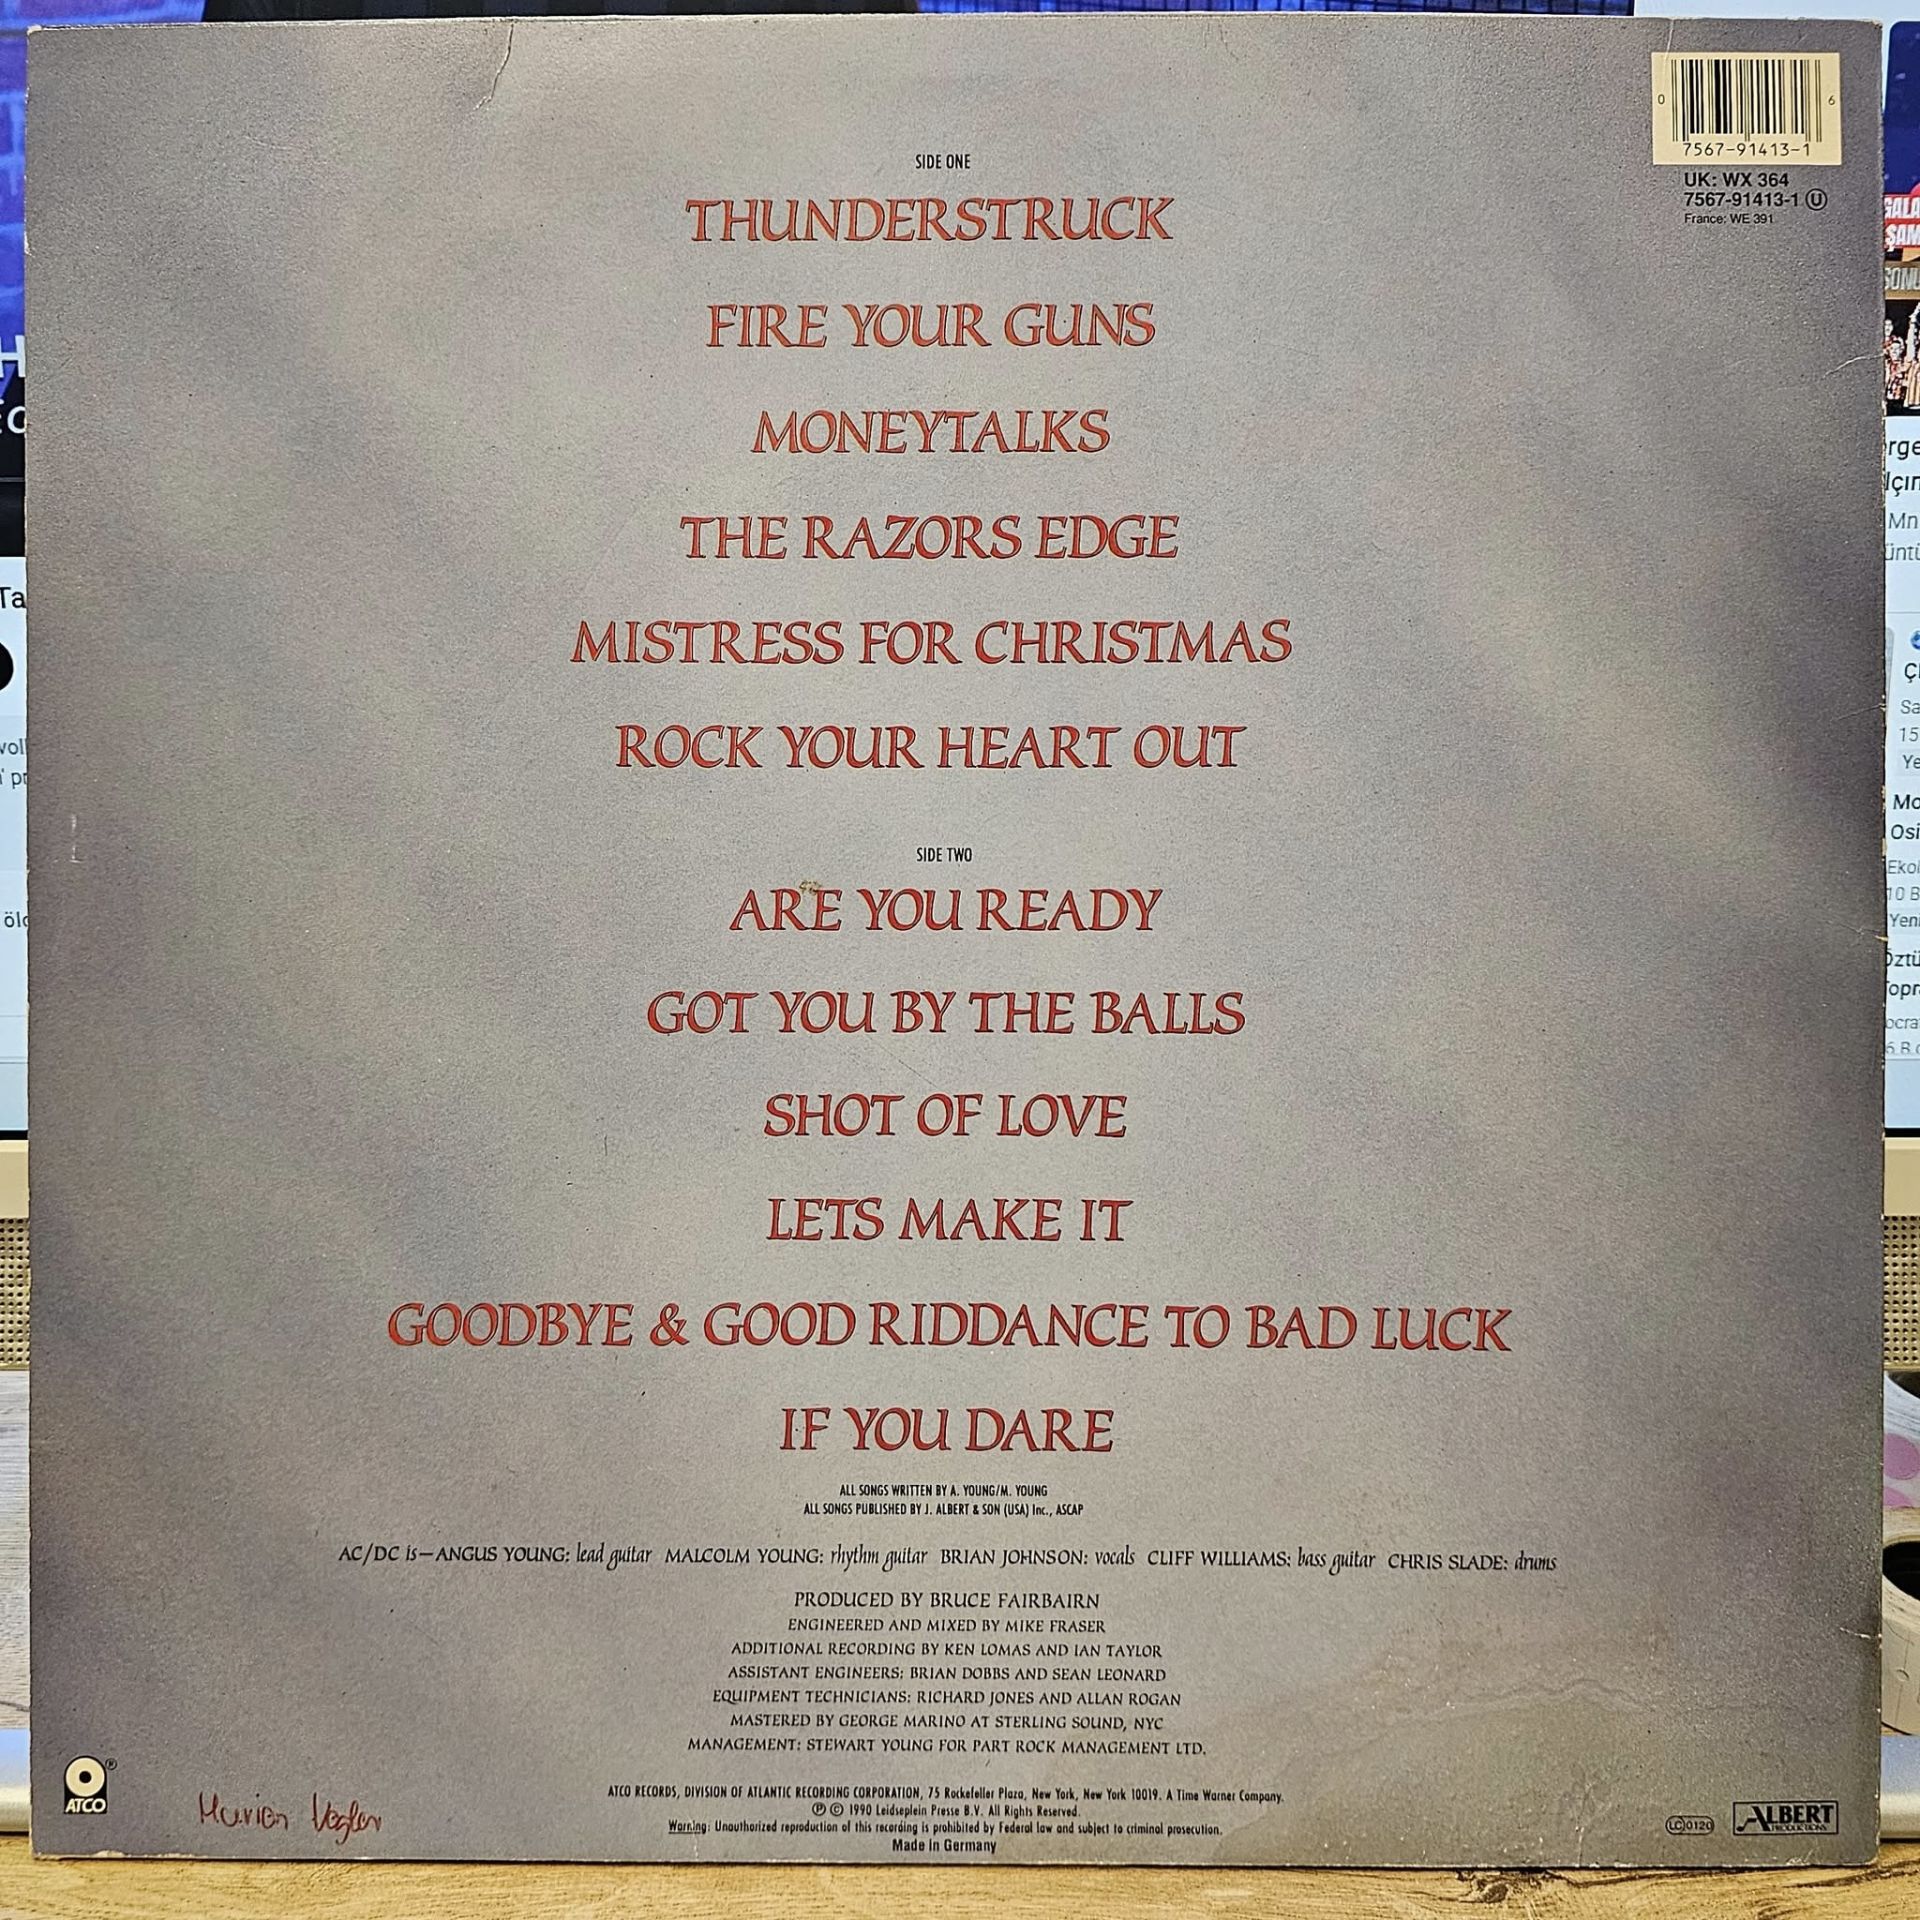 0 6
7567-91413-1
UK: WX 364
7567-91413-1 Ⓤ
France: WE 391
SIDE ONE
THUNDERSTRUCK
FIRE YOUR GUNS
MONEYTALKS
THE RAZORS EDGE
MISTRESS FOR CHRISTMAS
ROCK YOUR HEART OUT
SIDE TWO
ARE YOU READY
GOT YOU BY THE BALLS
SHOT OF LOVE
LETS MAKE IT
GOODBYE & GOOD RIDDANCE TO BAD LUCK
IF YOU DARE
ALL SONGS WRITTEN BY A. YOUNG/M. YOUNG
ALL SONGS PUBLISHED BY J. ALBERT & SON (USA) Inc., ASCAP
AC/DC is—ANGUS YOUNG: lead guitar MALCOLM YOUNG: rhythm guitar BRIAN JOHNSON: vocals CLIFF WILLIAMS: bass guitar CHRIS SLADE: drums
PRODUCED BY BRUCE FAIRBAIRN
ENGINEERED AND MIXED BY MIKE FRASER
ADDITIONAL RECORDING BY KEN LOMAS AND IAN TAYLOR
ASSISTANT ENGINEERS: BRIAN DOBBS AND SEAN LEONARD
EQUIPMENT TECHNICIANS: RICHARD JONES AND ALLAN ROGAN
MASTERED BY GEORGE MARINO AT STERLING SOUND, NYC
MANAGEMENT: STEWART YOUNG FOR PART ROCK MANAGEMENT LTD.
ATCO RECORDS, DIVISION OF ATLANTIC RECORDING CORPORATION, 75 Rockefeller Plaza, New York, New York 10019. A Time Warner Company.
℗ © 1990 Leidseplein Presse B.V. All Rights Reserved.
Warning: Unauthorized reproduction of this recording is prohibited by Federal law and subject to criminal prosecution.
Made in Germany
ATCO ®
LC 0120
ALBERT
PRODUCTIONS